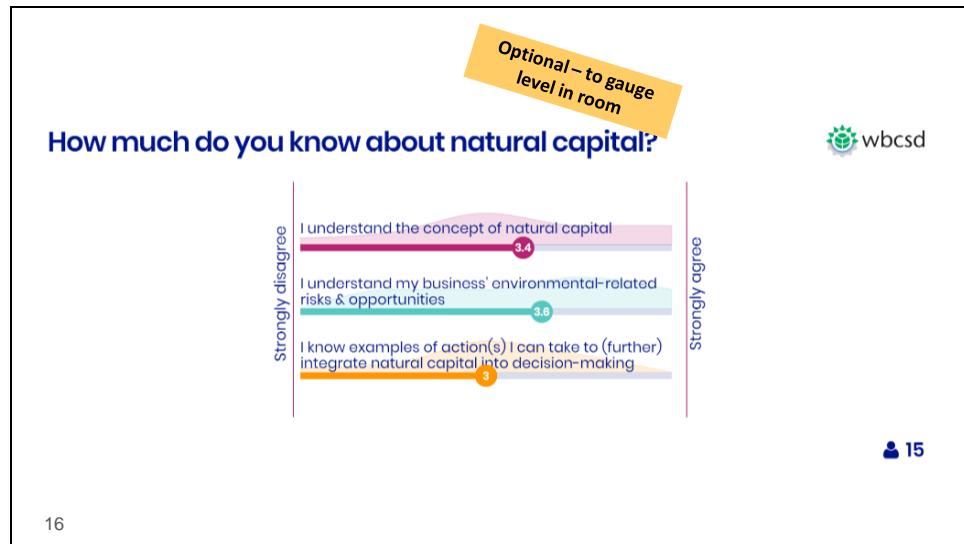 Optional – to gauge
level in room
How much do you know about natural capital?
wbcsd
Strongly disagree
I understand the concept of natural capital
3.4
I understand my business' environmental-related
risks & opportunities
3.6
I know examples of action(s) I can take to (further)
integrate natural capital into decision-making
3
Strongly agree
15
16